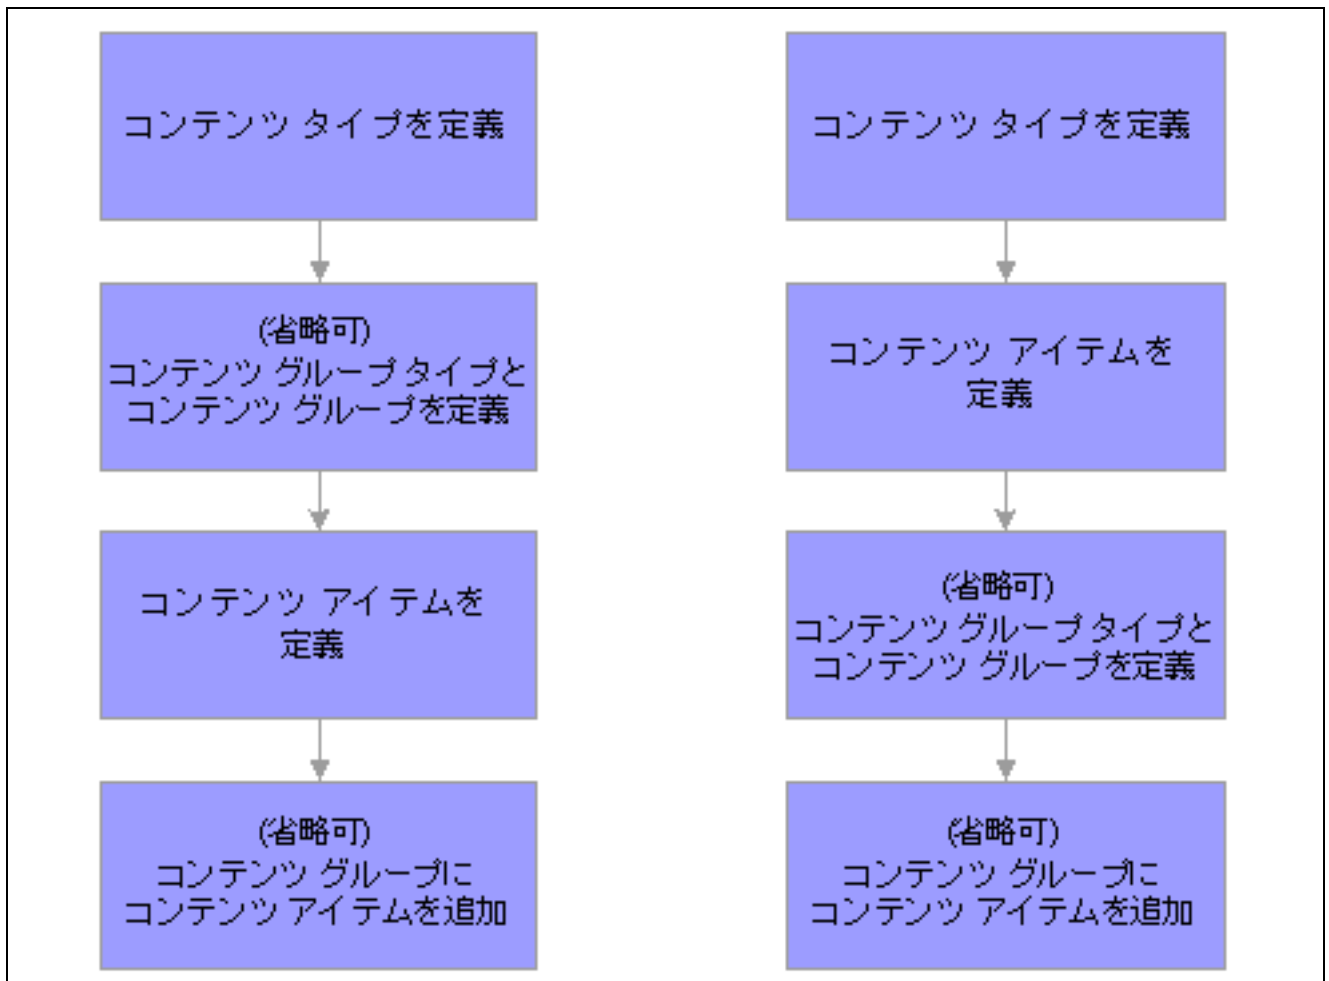 コンテンツ タイプを定義
(省略可)
コンテンツ グループ タイプと
コンテンツ グループを定義
コンテンツ アイテムを
定義
(省略可)
コンテンツ グループに
コンテンツ アイテムを追加
コンテンツ タイプを定義
コンテンツ アイテムを
定義
(省略可)
コンテンツ グループ タイプと
コンテンツ グループを定義
(省略可)
コンテンツ グループに
コンテンツ アイテムを追加